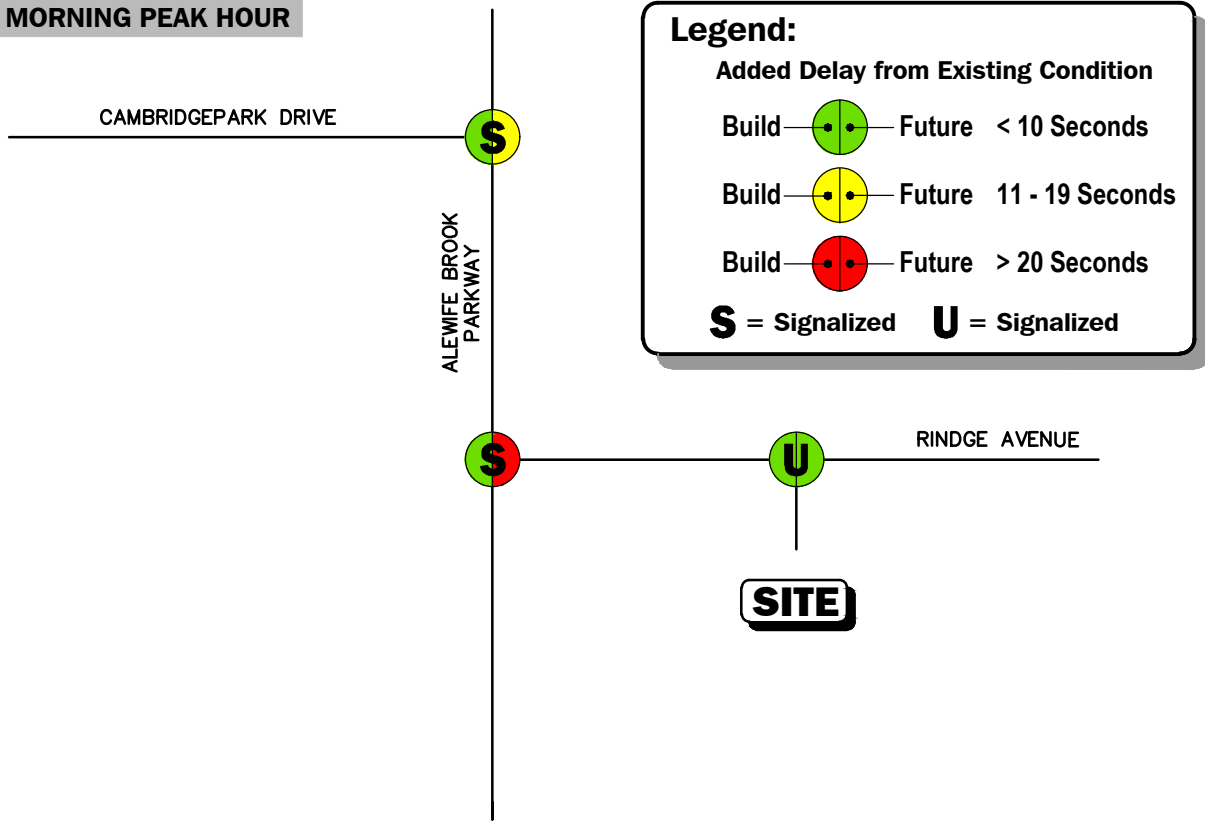 MORNING PEAK HOUR
Legend:
Added Delay from Existing Condition
Build Future < 10 Seconds
Build Future 11 - 19 Seconds
Build Future > 20 Seconds
S = Signalized U = Signalized
CAMBRIDGEPARK DRIVE
S
ALEWIFE BROOK
PARKWAY
S
U
RINDGE AVENUE
SITE